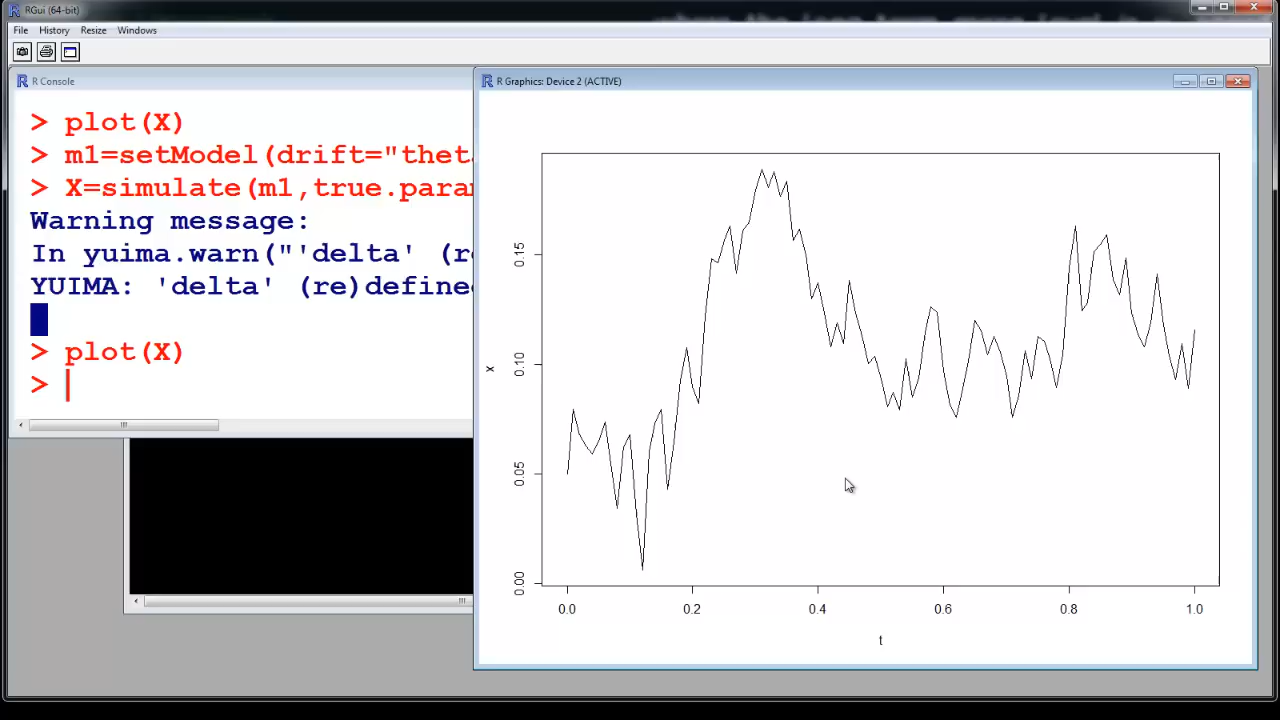 RGui (64-bit)
File History Resize Windows
R Console
> plot(X)
> m1=setModel(drift="thet
> X=simulate(m1,true.para
Warning message:
In yuima.warn("'delta' (r
YUIMA: 'delta' (re)define
> plot(X)
>
R Graphics: Device 2 (ACTIVE)
x
0.15
0.10
0.05
0.00
0.0 0.2 0.4 0.6 0.8 1.0
t